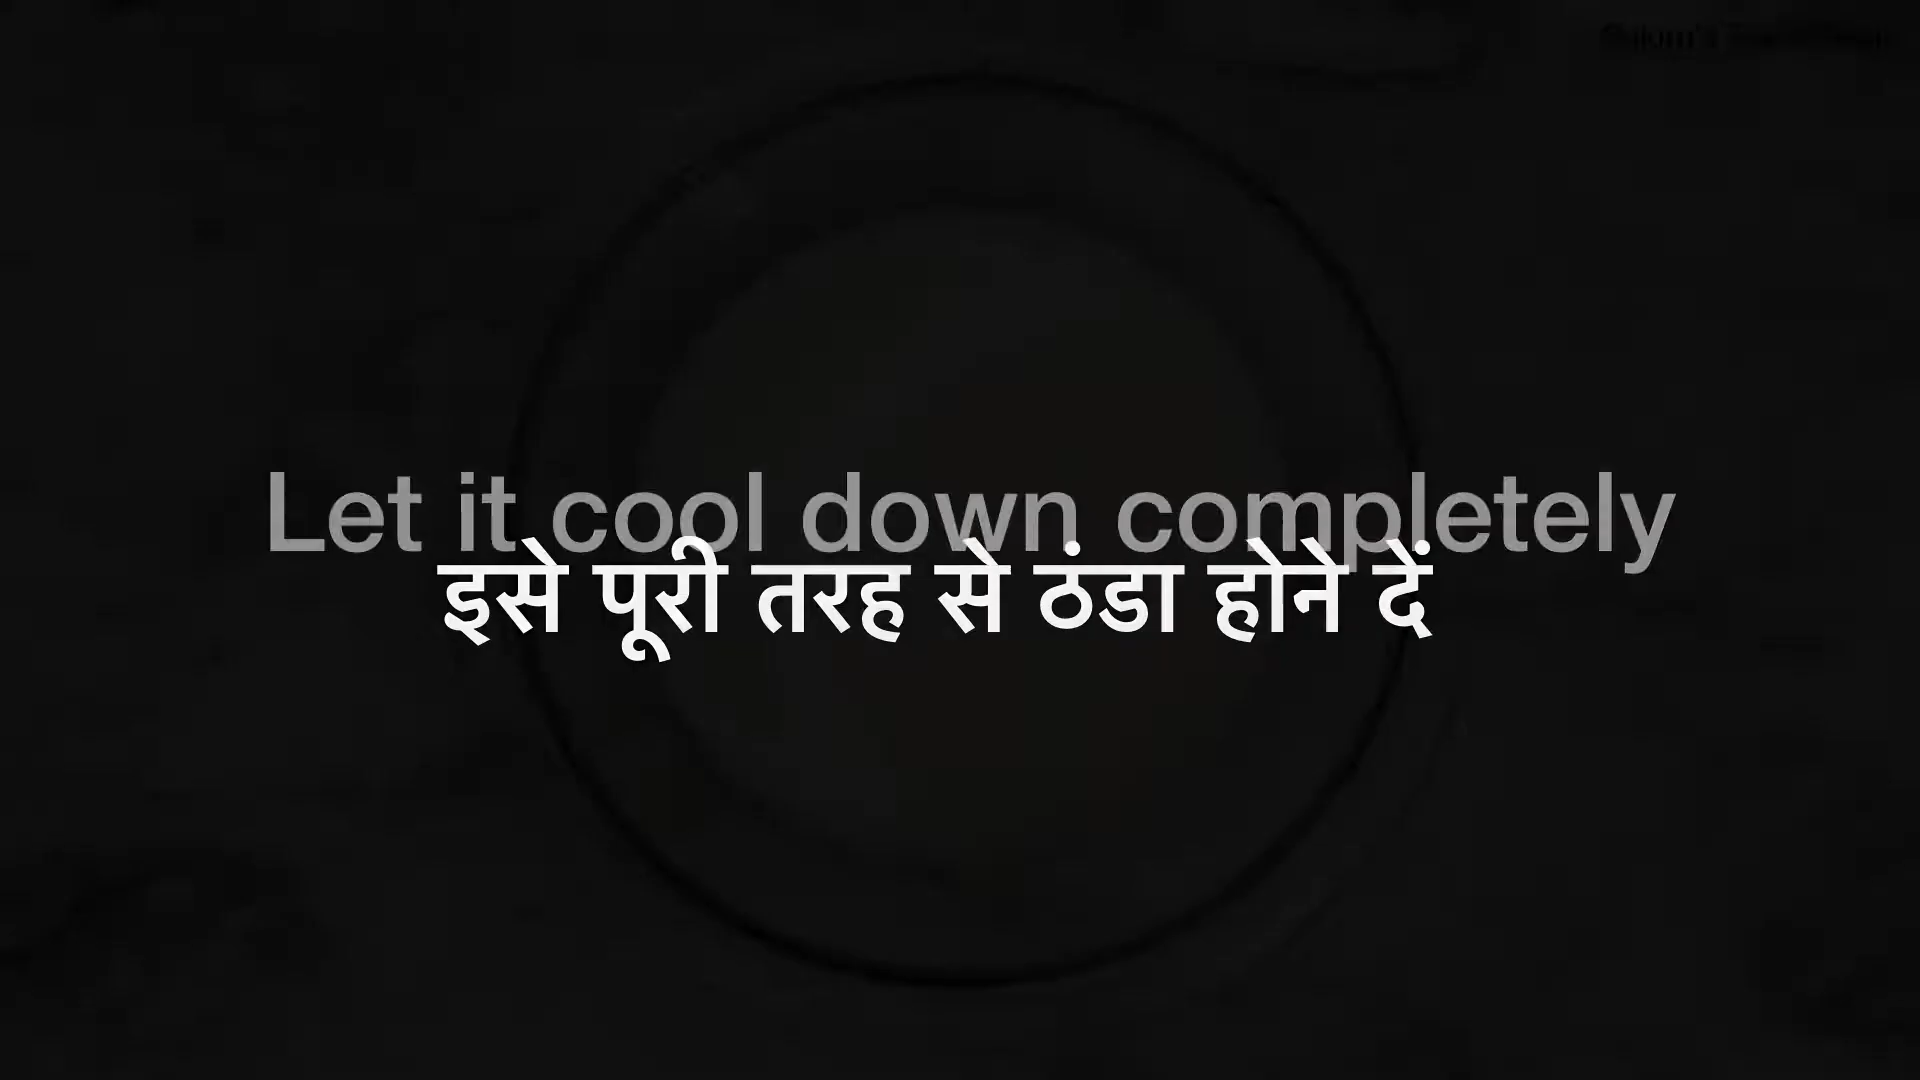 Let it cool down completely
इसे पूरी तरह से ठंडा होने दें